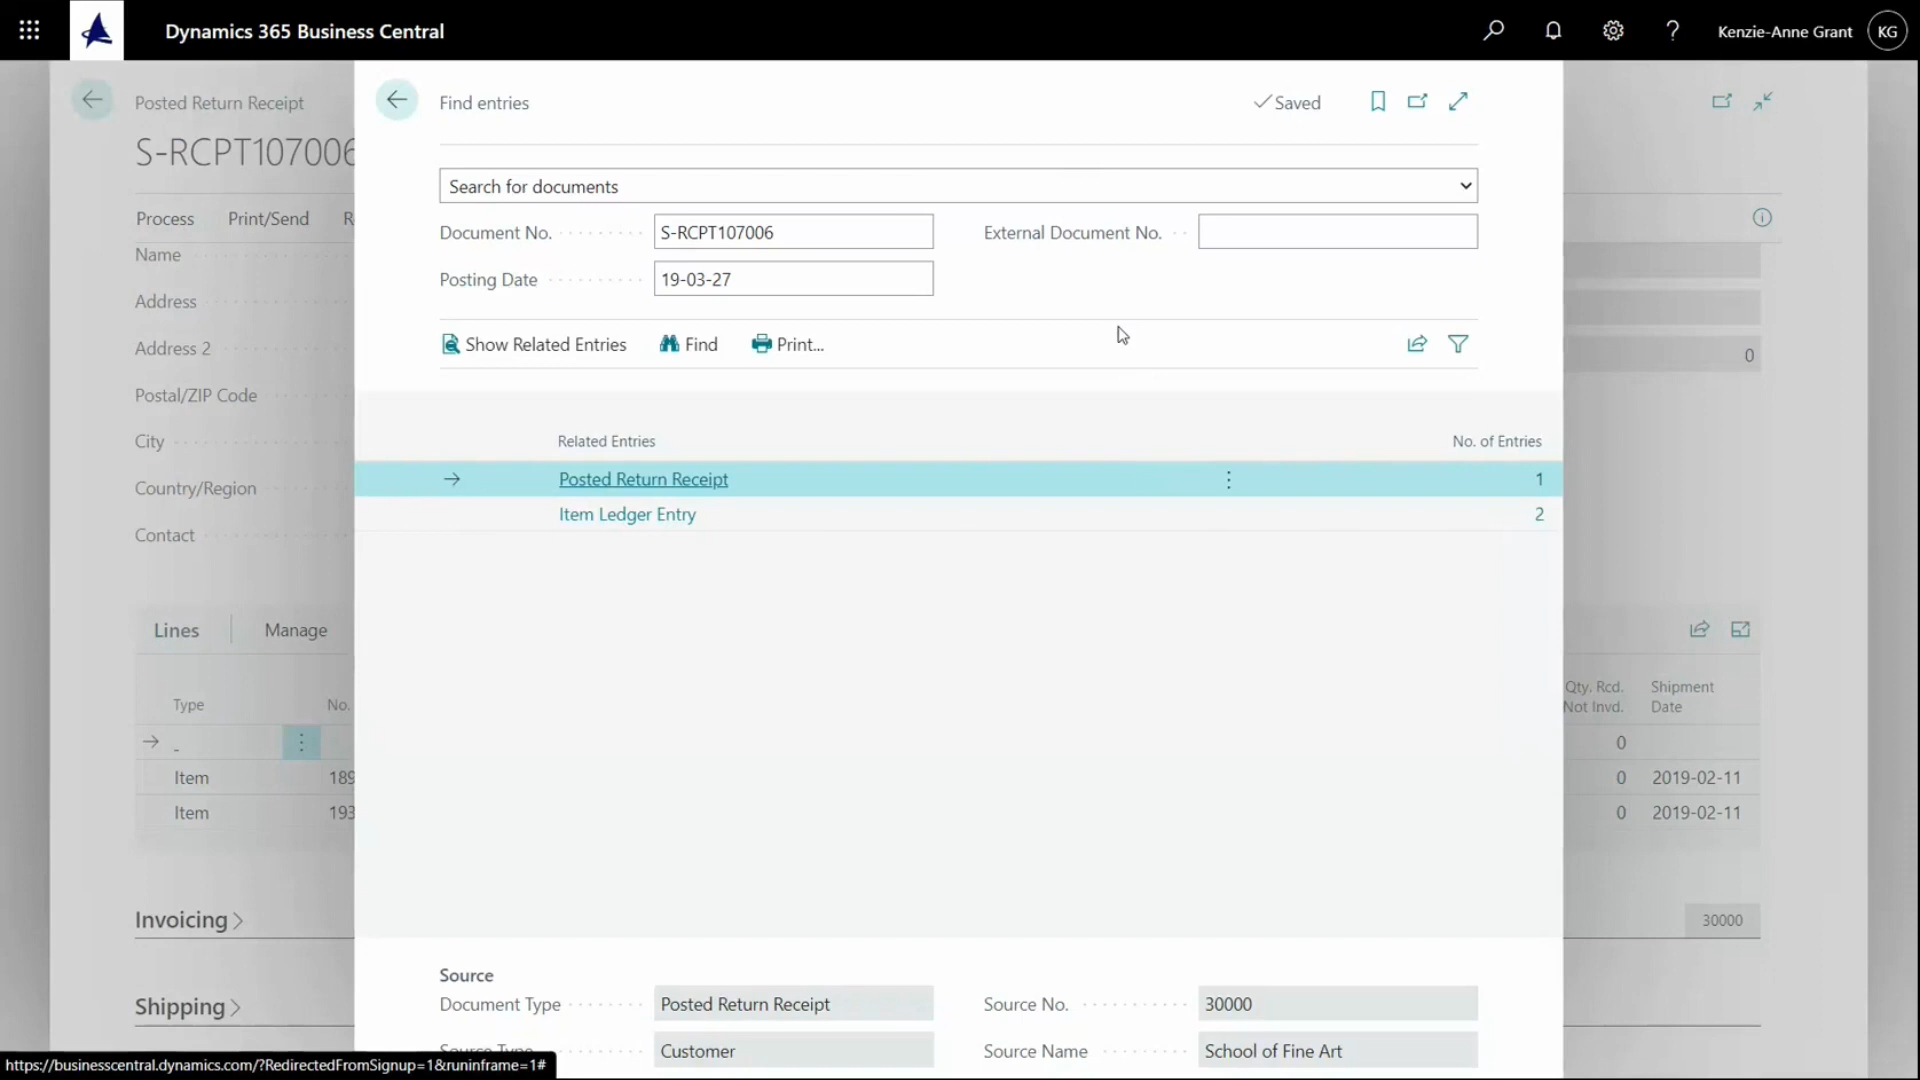 Dynamics 365 Business Central
Kenzie-Anne Grant
KG
Posted Return Receipt
S-RCPT107006
Process Print/Send
Name
Address
Address 2
Postal/ZIP Code
City
Country/Region
Contact
Lines Manage
Type No.
Item 189
Item 193
Invoicing
Shipping
Find entries
Saved
Search for documents
Document No. S-RCPT107006 External Document No.
Posting Date 19-03-27
Show Related Entries Find Print...
Related Entries No. of Entries
Posted Return Receipt 1
Item Ledger Entry 2
Source
Document Type Posted Return Receipt Source No. 30000
Source Type Customer Source Name School of Fine Art
0
Qty. Rcd. Shipment
Not Invd. Date
0
0 2019-02-11
0 2019-02-11
30000
https://businesscentral.dynamics.com/?RedirectedFromSignup=1&runinframe=1#